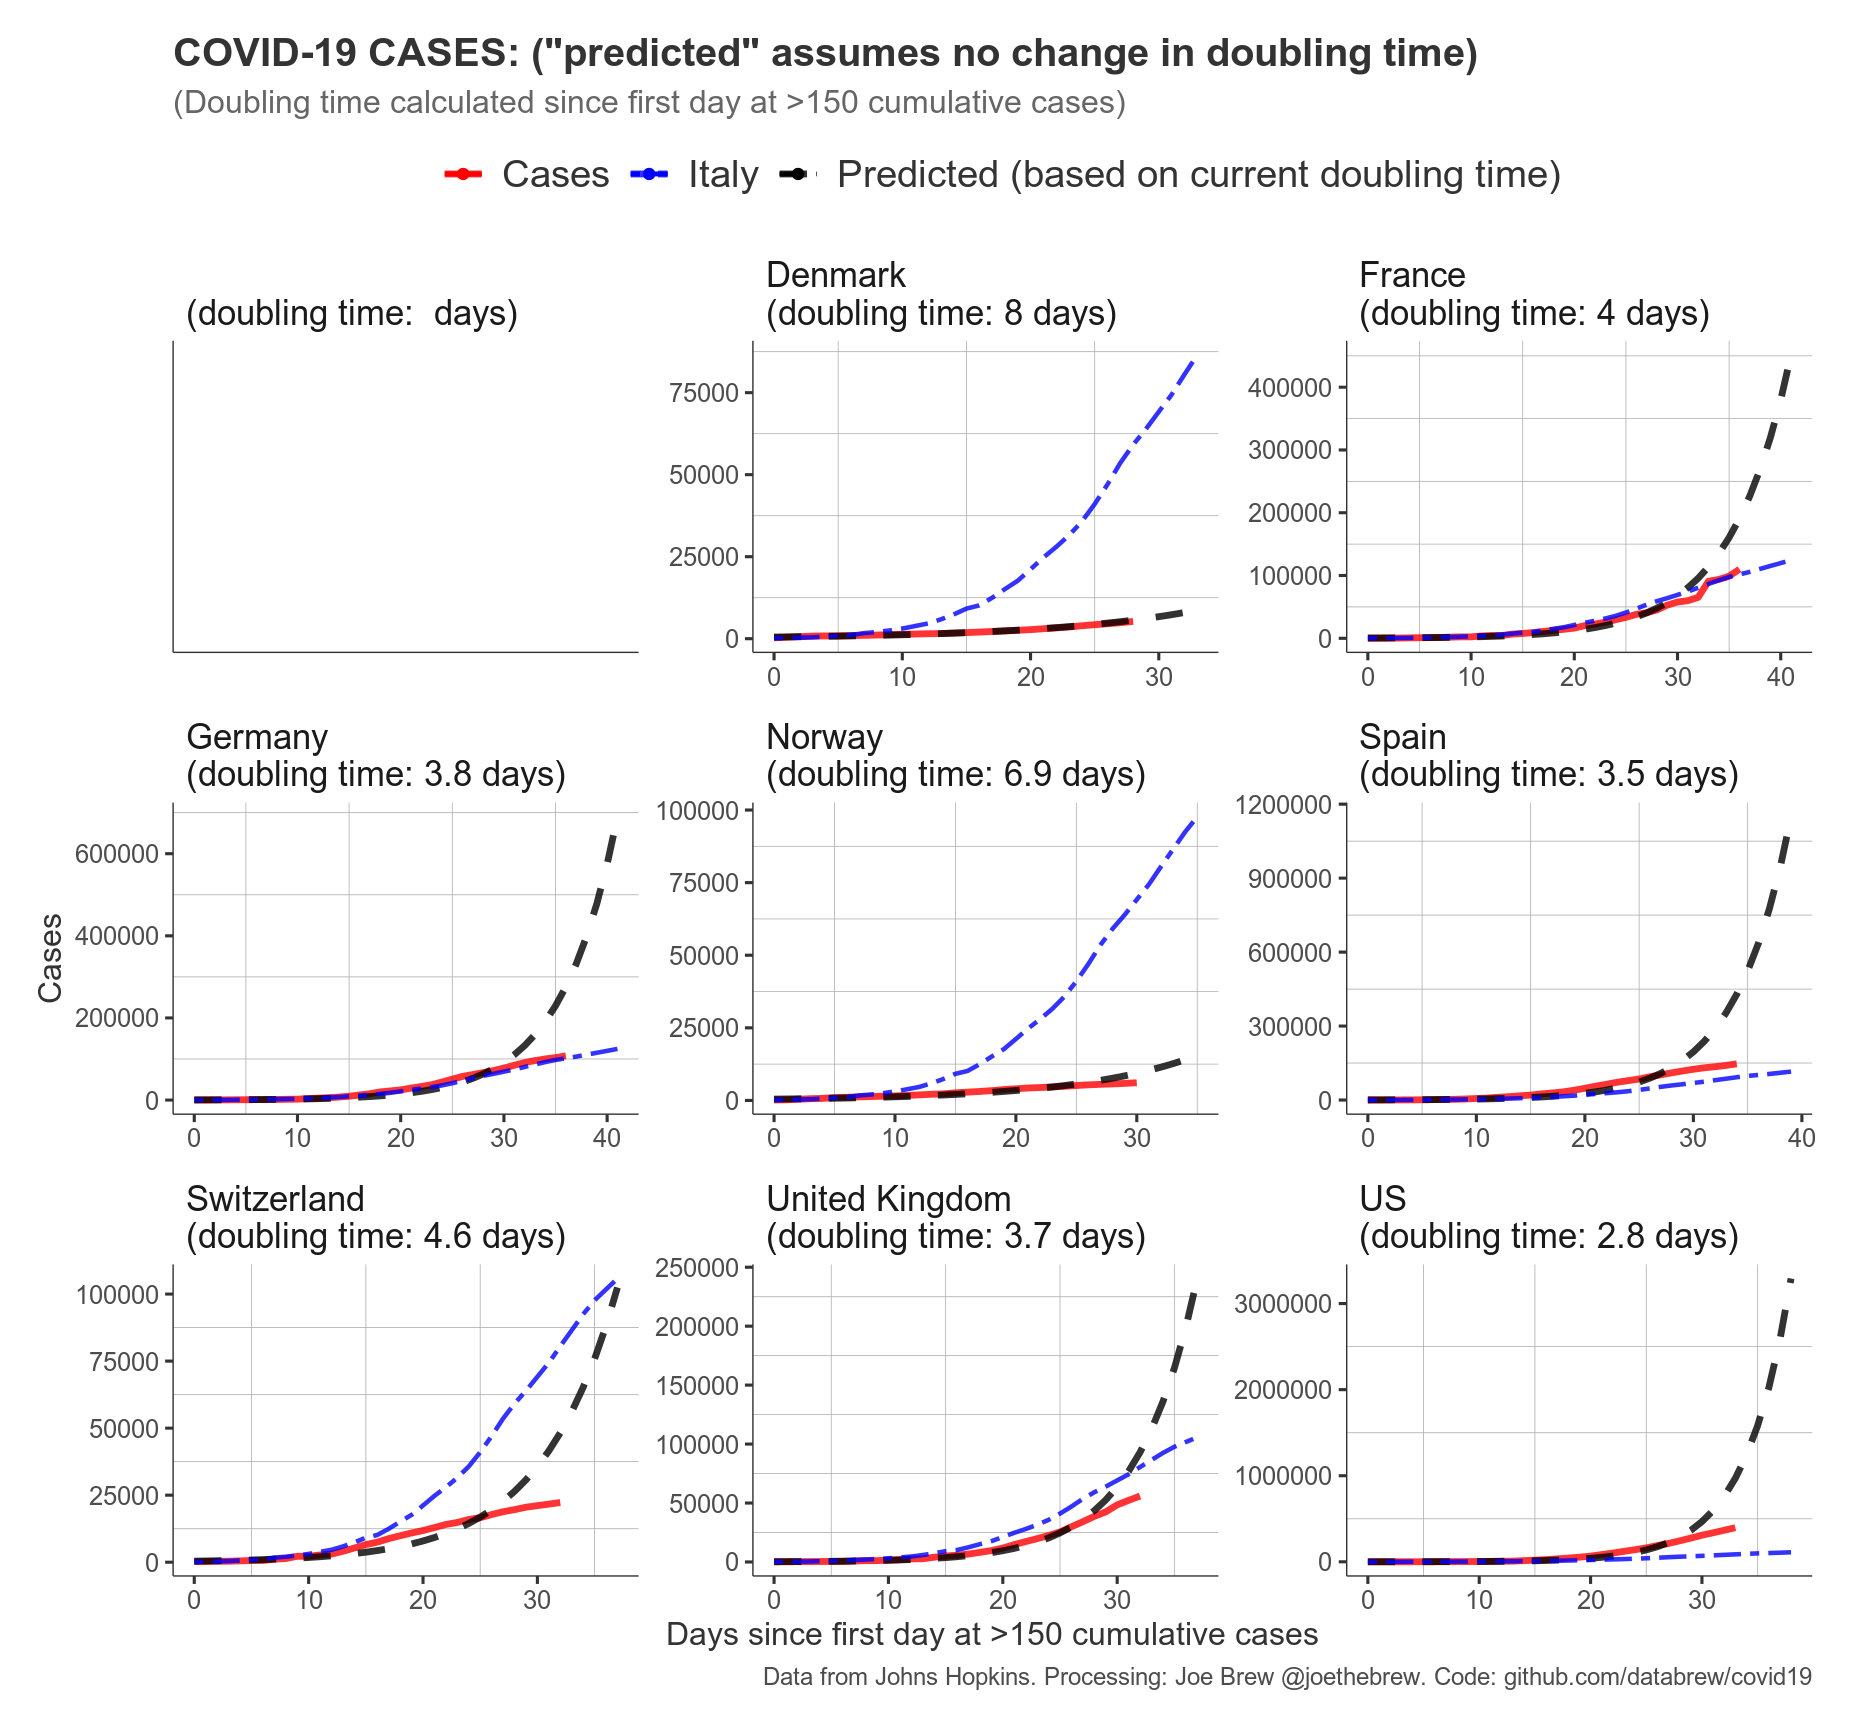 COVID-19 CASES: ("predicted" assumes no change in doubling time)
(Doubling time calculated since first day at >150 cumulative cases)
Cases Italy Predicted (based on current doubling time)
(doubling time:  days)
Denmark
(doubling time: 8 days)
75000
50000
25000
0
0 10 20 30
France
(doubling time: 4 days)
400000
300000
200000
100000
0
0 10 20 30 40
Cases
Germany
(doubling time: 3.8 days)
600000
400000
200000
0
0 10 20 30 40
Norway
(doubling time: 6.9 days)
100000
75000
50000
25000
0
0 10 20 30
Spain
(doubling time: 3.5 days)
1200000
900000
600000
300000
0
0 10 20 30 40
Switzerland
(doubling time: 4.6 days)
100000
75000
50000
25000
0
0 10 20 30
United Kingdom
(doubling time: 3.7 days)
250000
200000
150000
100000
50000
0
0 10 20 30
US
(doubling time: 2.8 days)
3000000
2000000
1000000
0
0 10 20 30
Days since first day at >150 cumulative cases
Data from Johns Hopkins. Processing: Joe Brew @joethebrew. Code: github.com/databrew/covid19